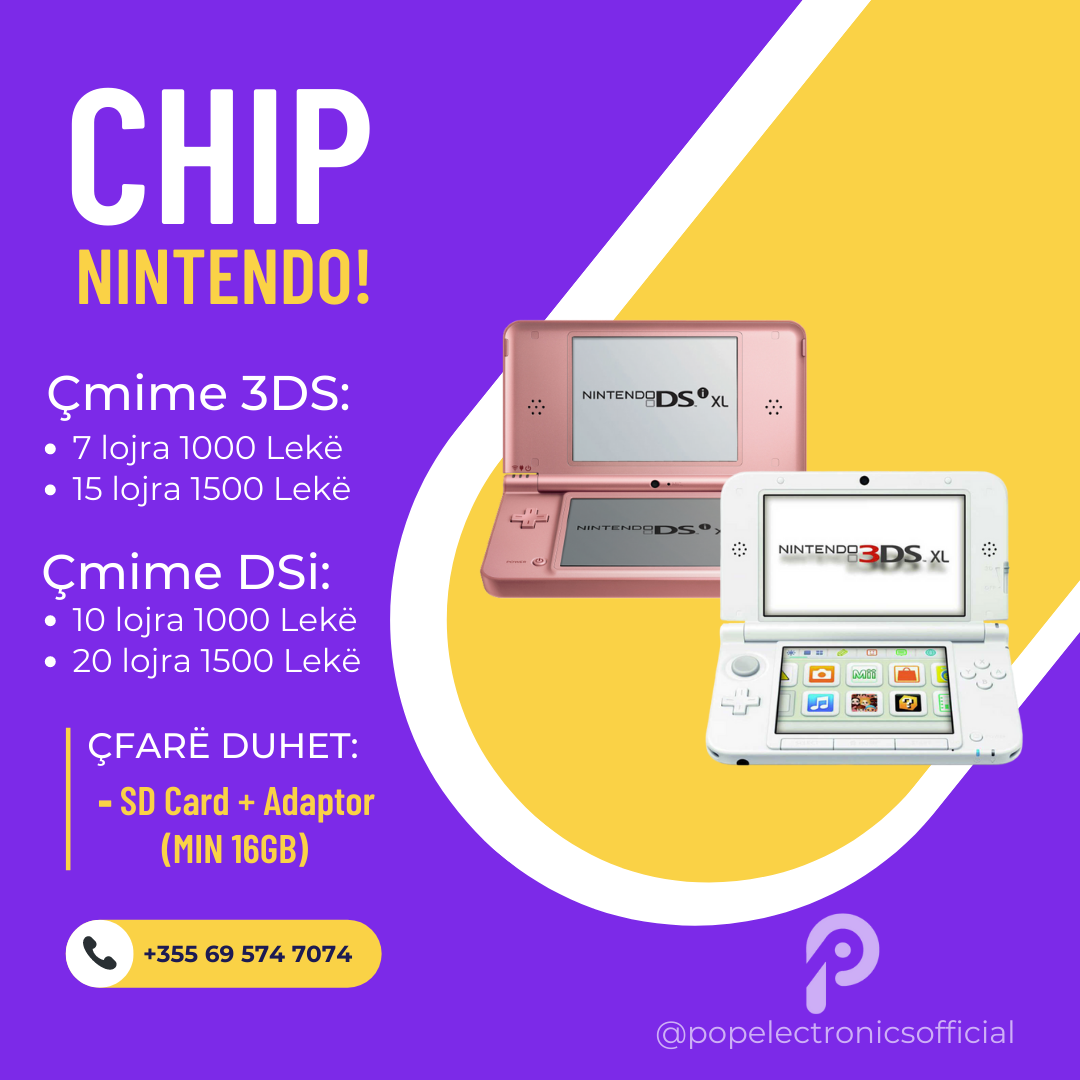 CHIP
NINTENDO!
Çmime 3DS:
• 7 lojra 1000 Lekë
• 15 lojra 1500 Lekë
Çmime DSi:
• 10 lojra 1000 Lekë
• 20 lojra 1500 Lekë
ÇFARË DUHET:
- SD Card + Adaptor
(MIN 16GB)
+355 69 574 7074
NINTENDO DSi XL
NINTENDO DSi
NINTENDO 3DS XL
Mii
@popelectronicsofficial